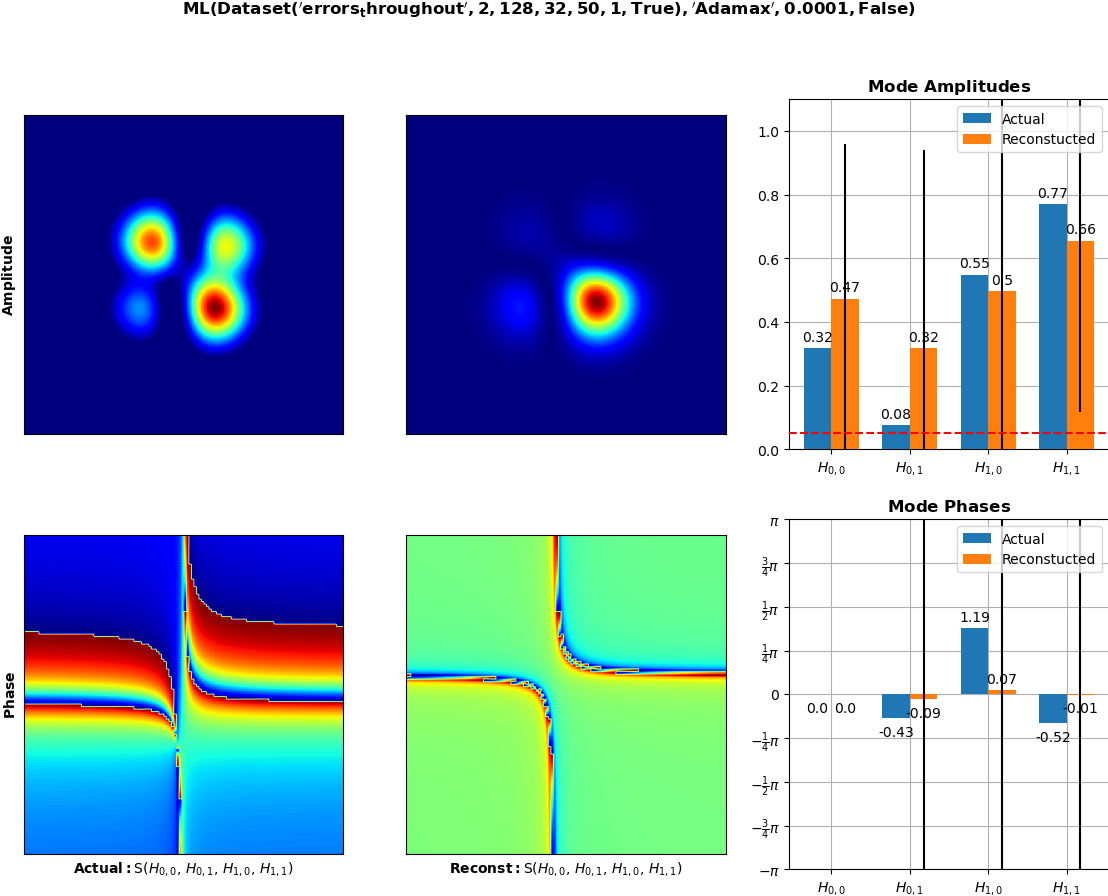 ML(Dataset('errors_throughout', 2, 128, 32, 50, 1, True), 'Adamax', 0.0001, False)
Mode Amplitudes
Amplitude
Actual
Reconstucted
1.0
0.8
0.6
0.4
0.2
0.0
0.32
0.47
0.08
0.32
0.55
0.5
0.77
0.66
H0,0
H0,1
H1,0
H1,1
Mode Phases
Phase
Actual
Reconstucted
π
3/4π
1/2π
1/4π
0
−1/4π
−1/2π
−3/4π
−π
0.0
0.0
-0.43
-0.09
1.19
0.07
-0.52
-0.01
H0,0
H0,1
H1,0
H1,1
Actual: S(H0,0, H0,1, H1,0, H1,1)
Reconst: S(H0,0, H0,1, H1,0, H1,1)